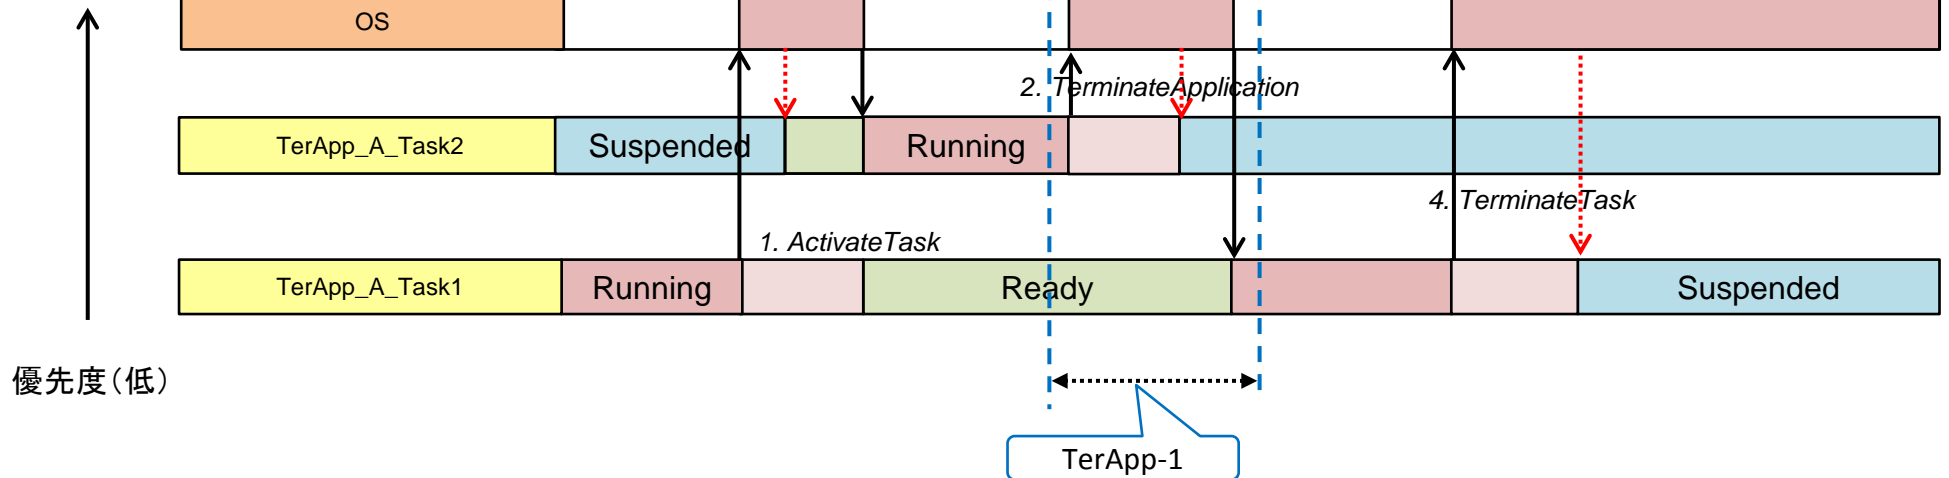 OS
2. TerminateApplication
TerApp_A_Task2
Suspended
Running
4. TerminateTask
1. ActivateTask
TerApp_A_Task1
Running
Ready
Suspended
優先度(低)
TerApp-1